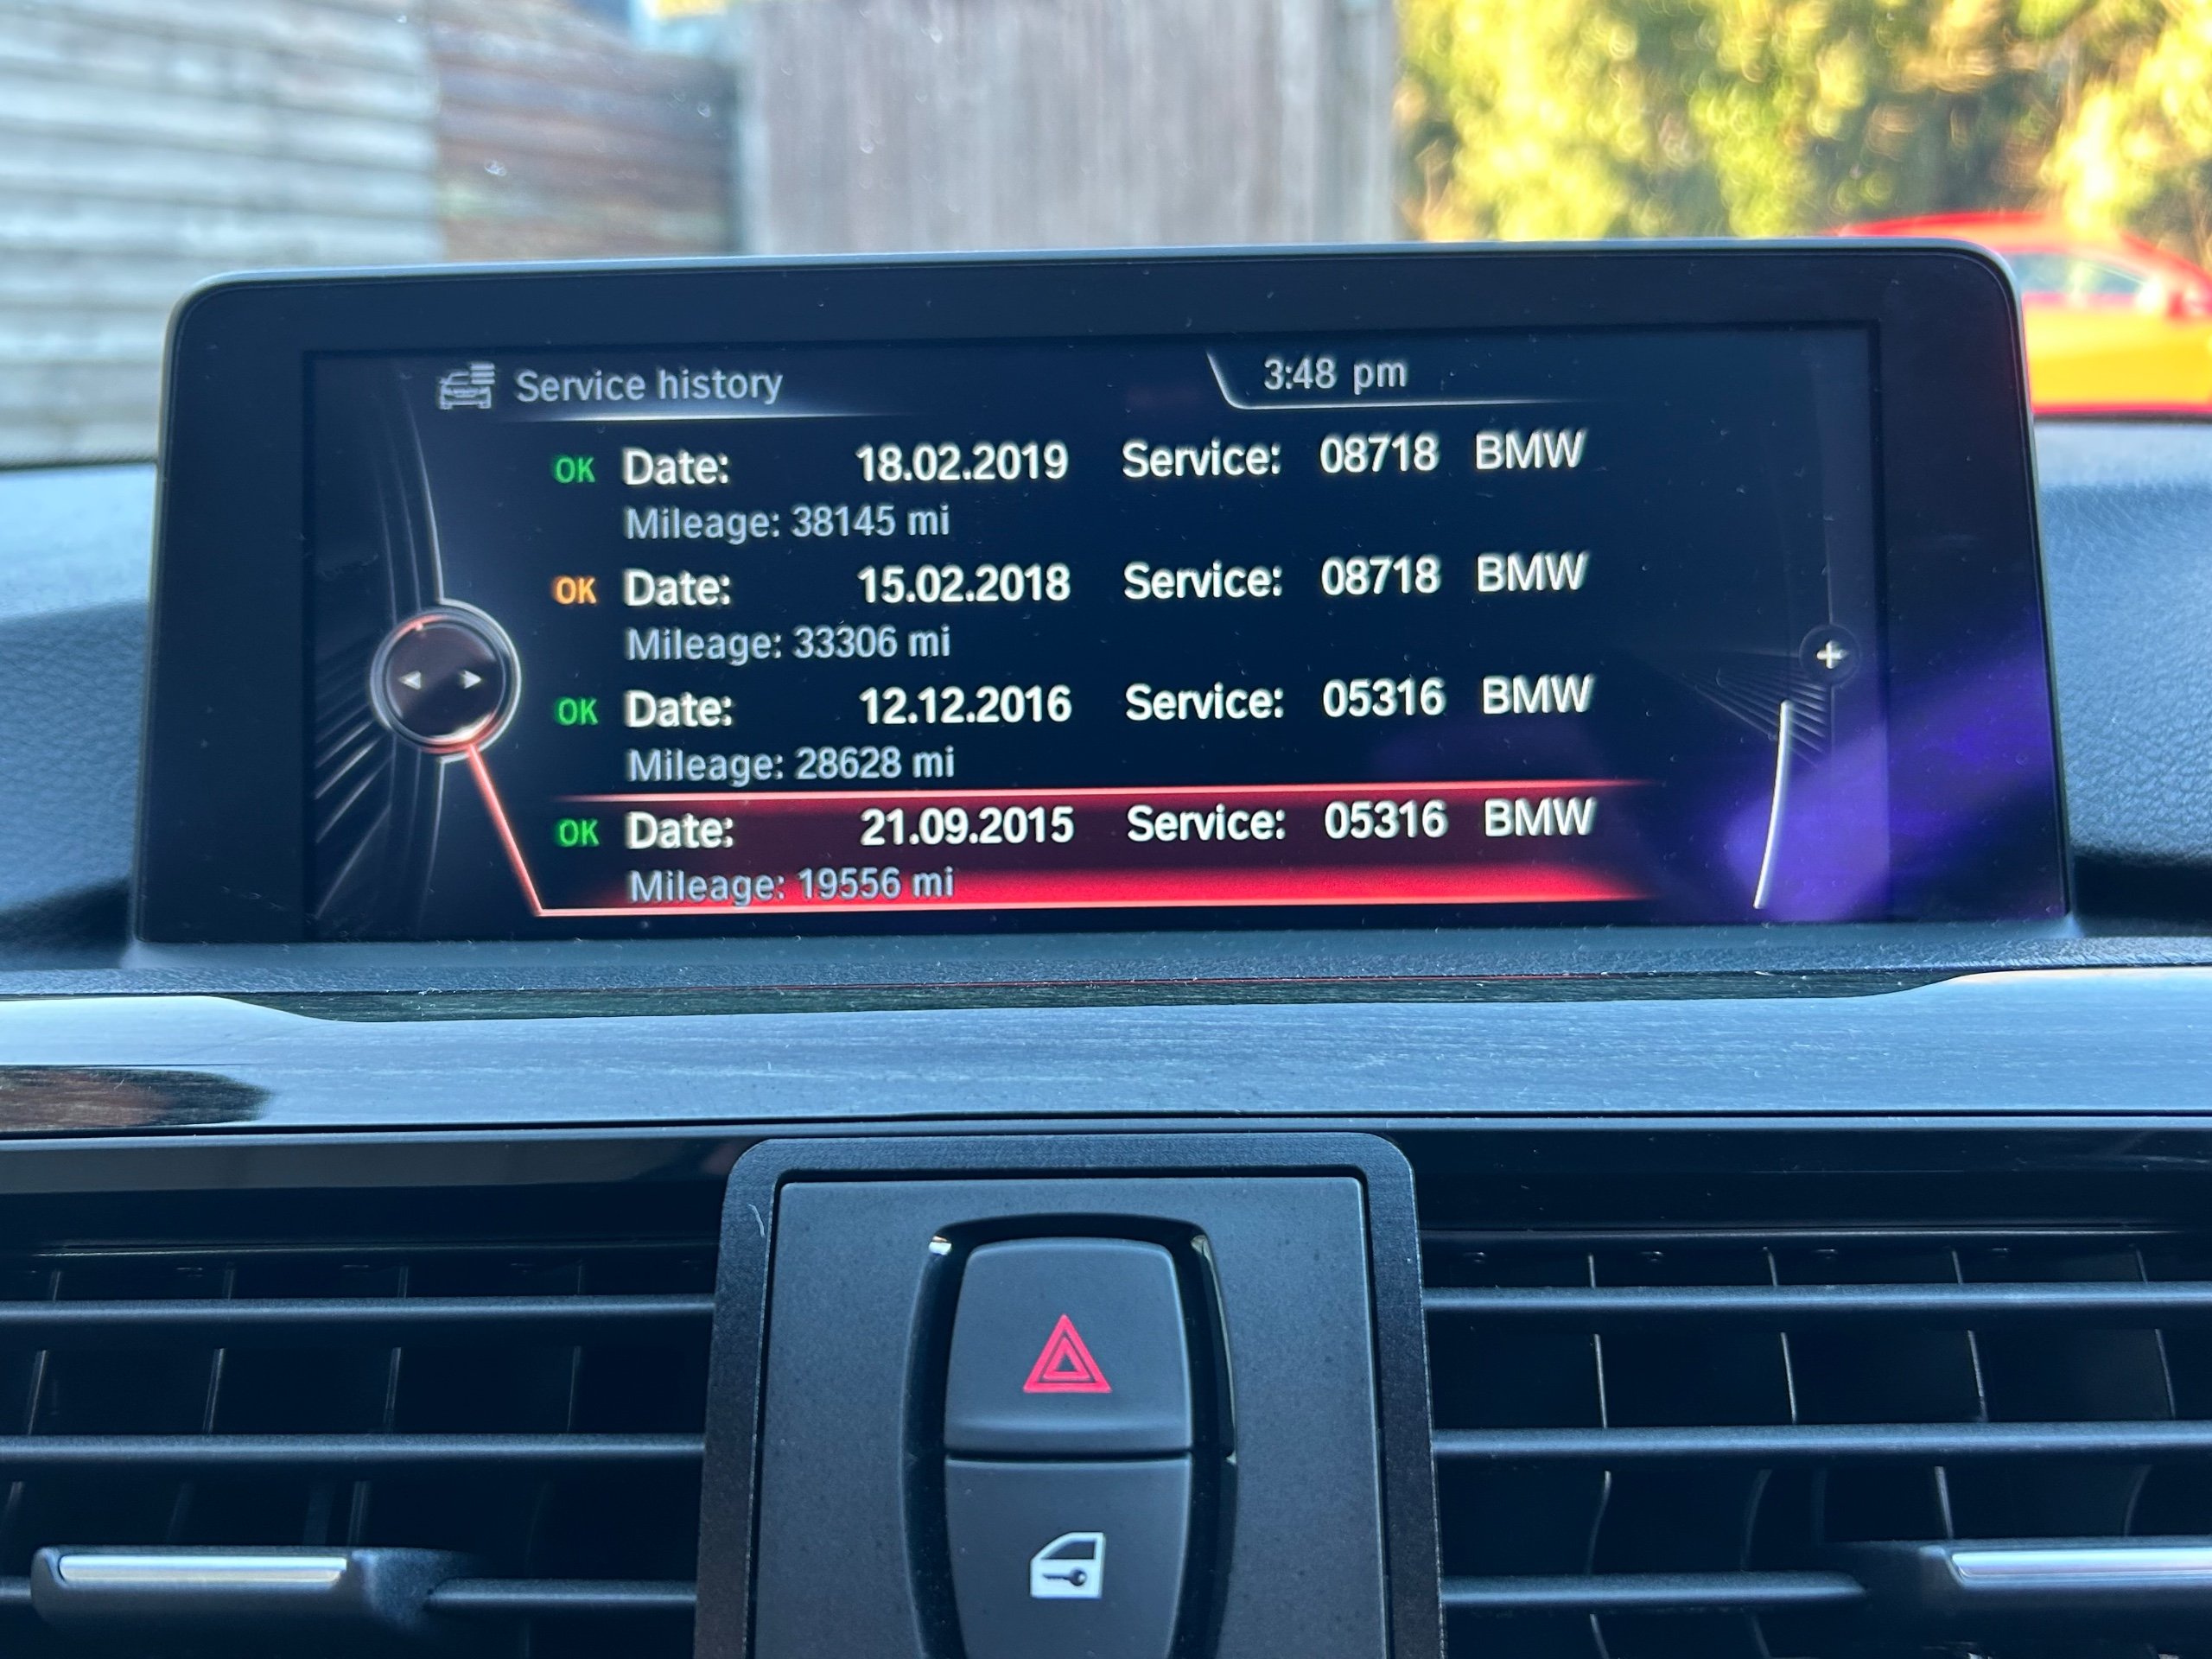 Service history 3:48 pm
OK Date: 18.02.2019 Service: 08718 BMW
Mileage: 38145 mi
OK Date: 15.02.2018 Service: 08718 BMW
Mileage: 33306 mi
OK Date: 12.12.2016 Service: 05316 BMW
Mileage: 28628 mi
OK Date: 21.09.2015 Service: 05316 BMW
Mileage: 19556 mi